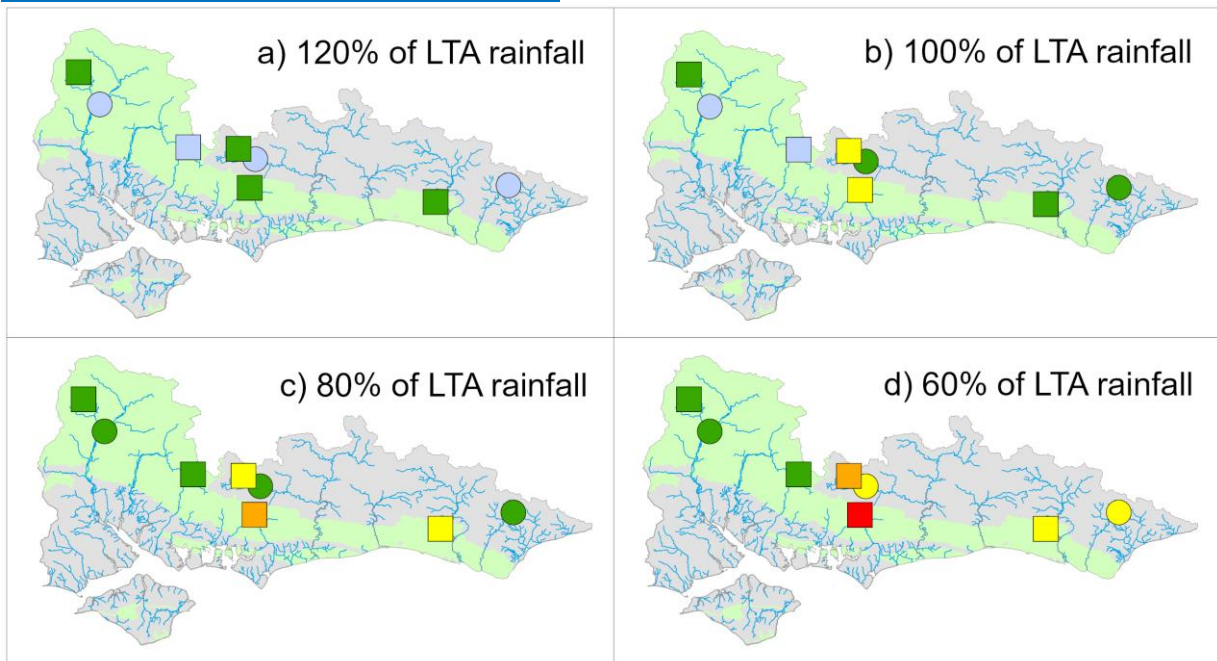 a) 120% of LTA rainfall
b) 100% of LTA rainfall
c) 80% of LTA rainfall
d) 60% of LTA rainfall